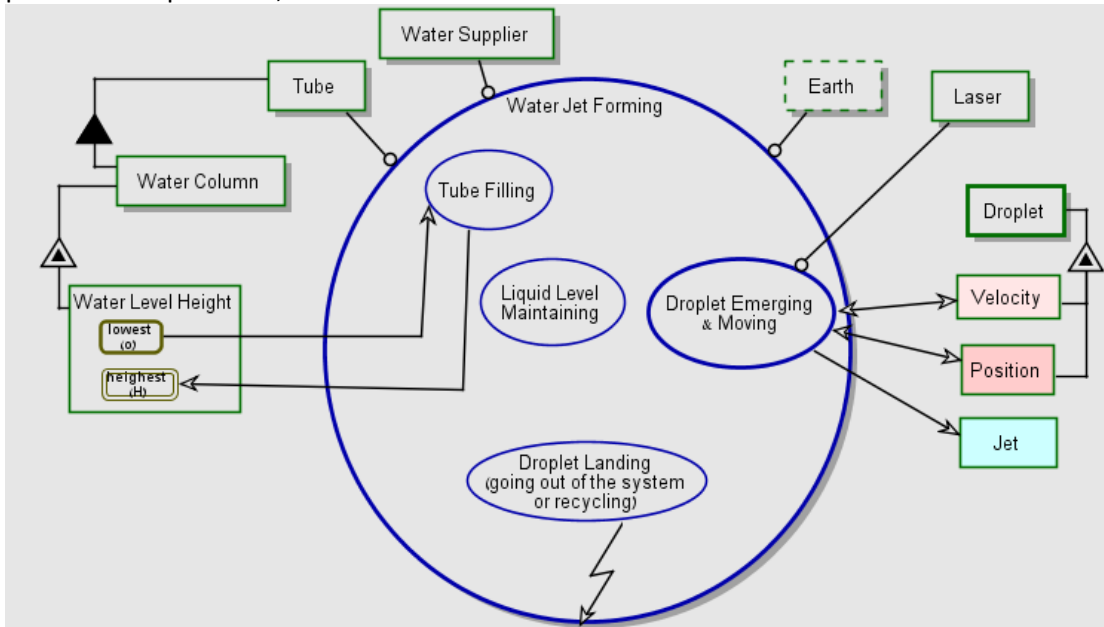 Water Supplier
Tube
Earth
Laser
Water Jet Forming
Water Column
Tube Filling
Droplet
Water Level Height
lowest
(0)
heighest
(H)
Liquid Level
Maintaining
Droplet Emerging
& Moving
Velocity
Position
Jet
Droplet Landing
(going out of the system
or recycling)